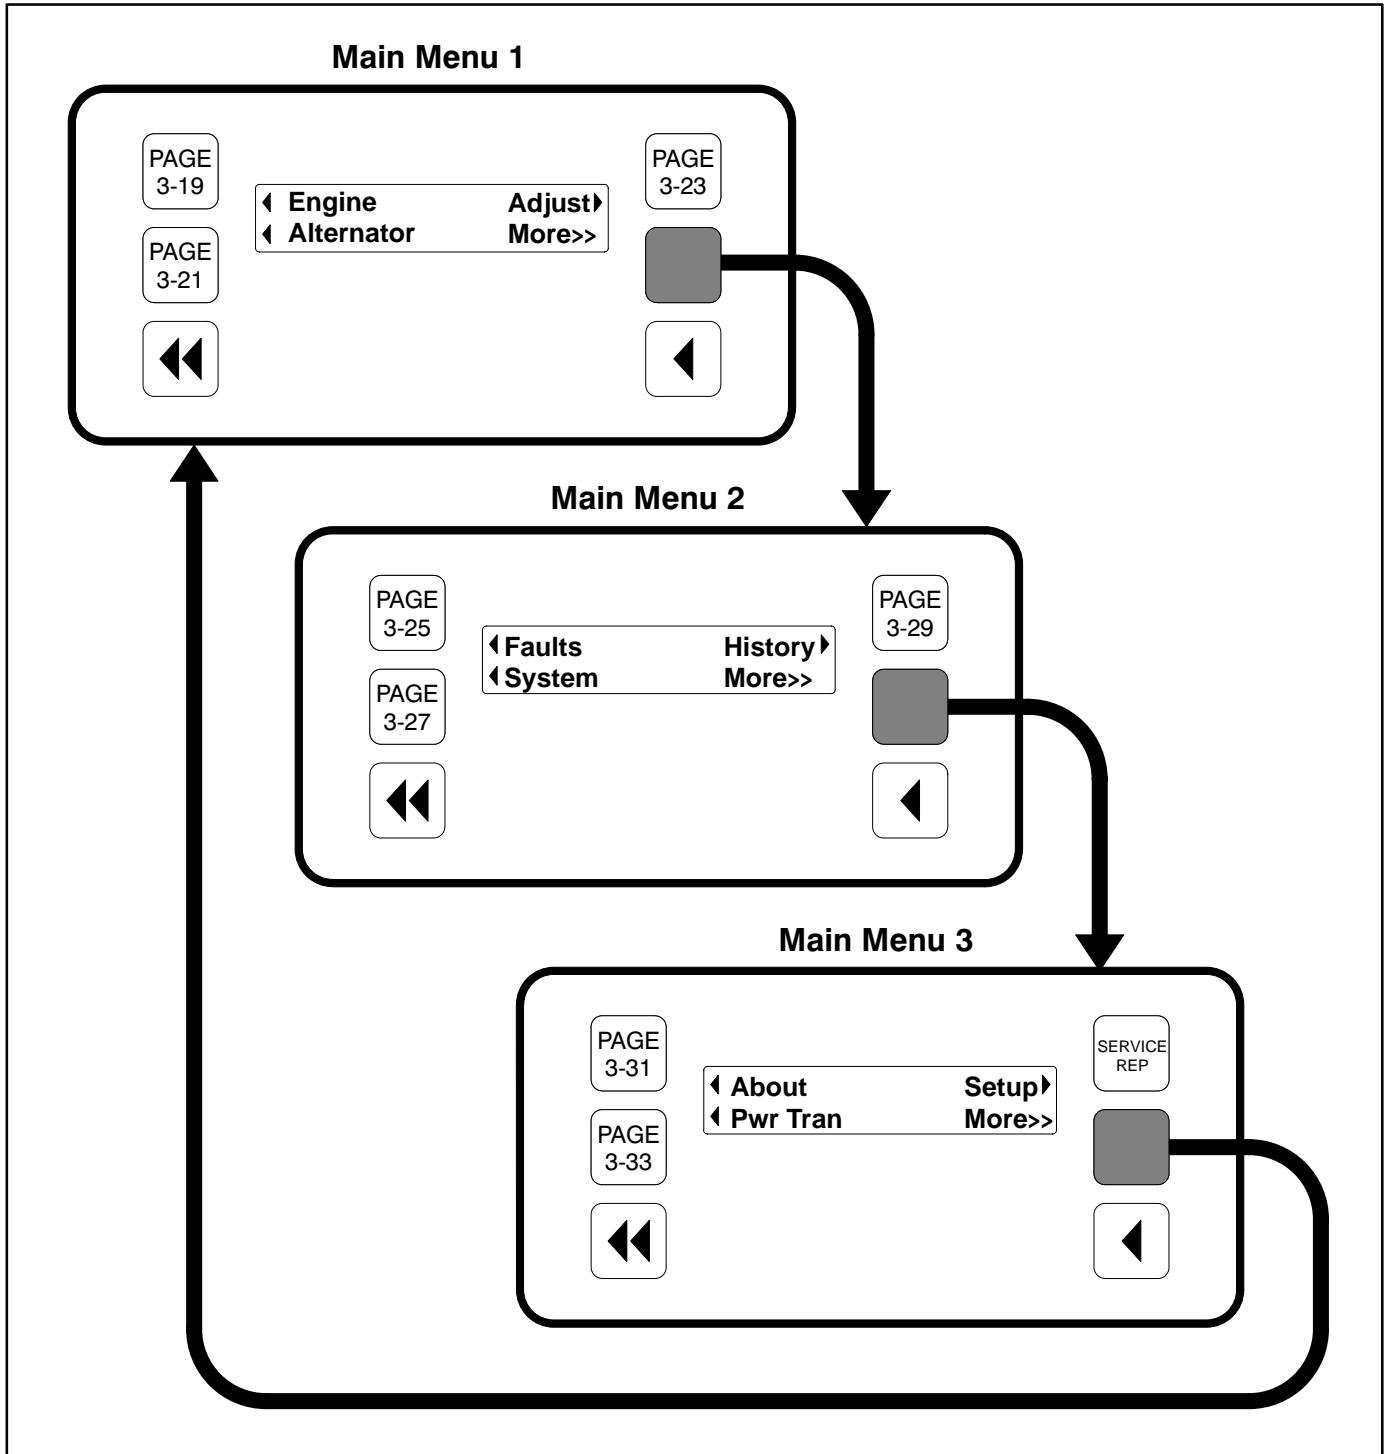 Main Menu 1
PAGE
3-19
PAGE
3-23
Engine Adjust
Alternator More>>
PAGE
3-21
Main Menu 2
PAGE
3-25
PAGE
3-29
Faults History
System More>>
PAGE
3-27
Main Menu 3
PAGE
3-31
SERVICE
REP
About Setup
Pwr Tran More>>
PAGE
3-33